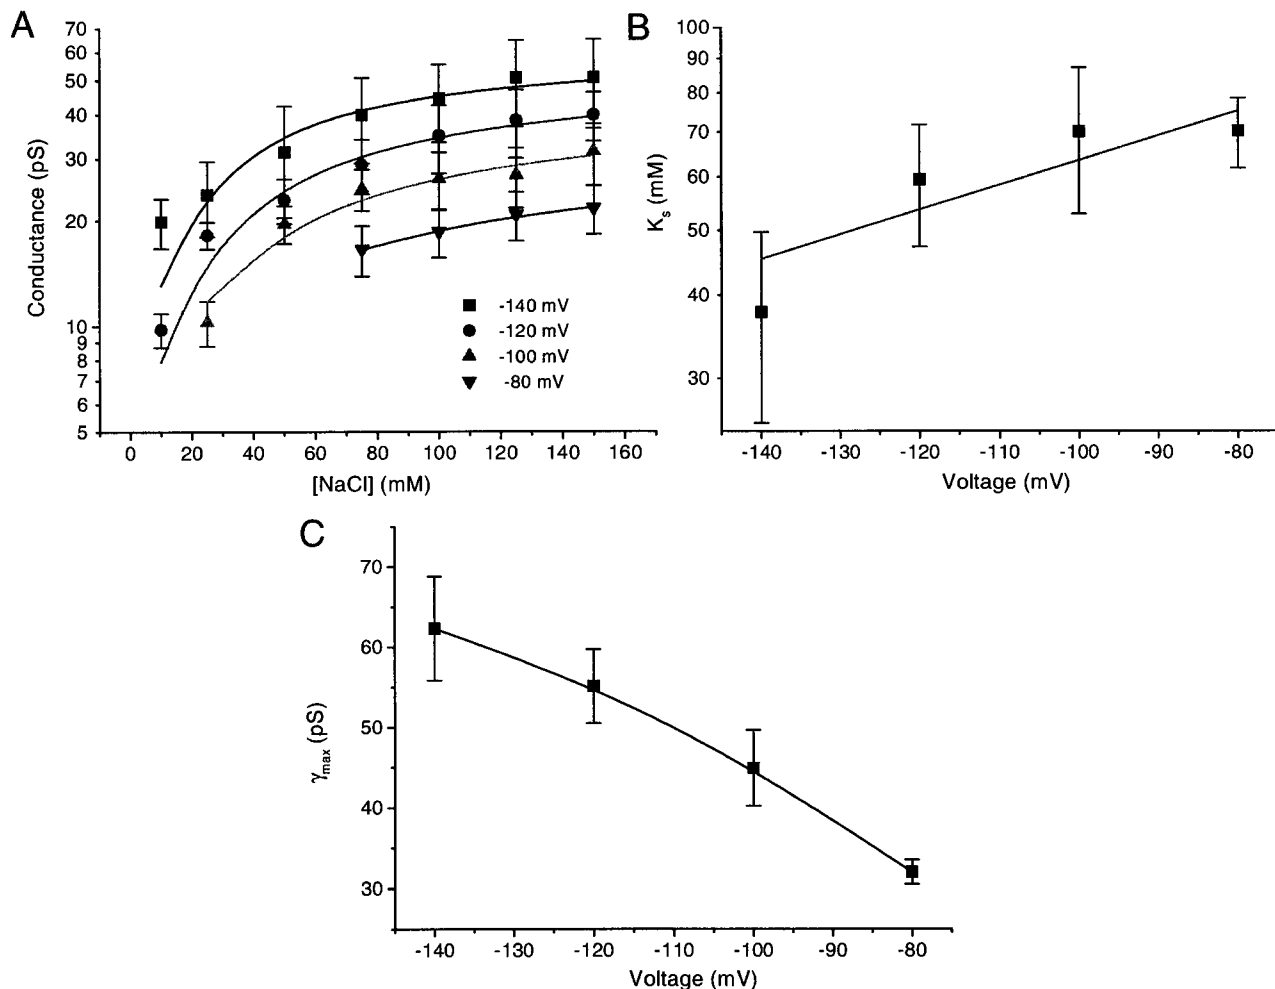 A
70
60
50
40
30
20
10
9
8
7
6
5
Conductance (pS)
0 20 40 60 80 100 120 140 160
[NaCl] (mM)
-140 mV
-120 mV
-100 mV
-80 mV
B
100
90
80
70
60
50
40
30
Ks (mM)
-140 -130 -120 -110 -100 -90 -80
Voltage (mV)
C
70
60
50
40
30
γmax (pS)
-140 -130 -120 -110 -100 -90 -80
Voltage (mV)